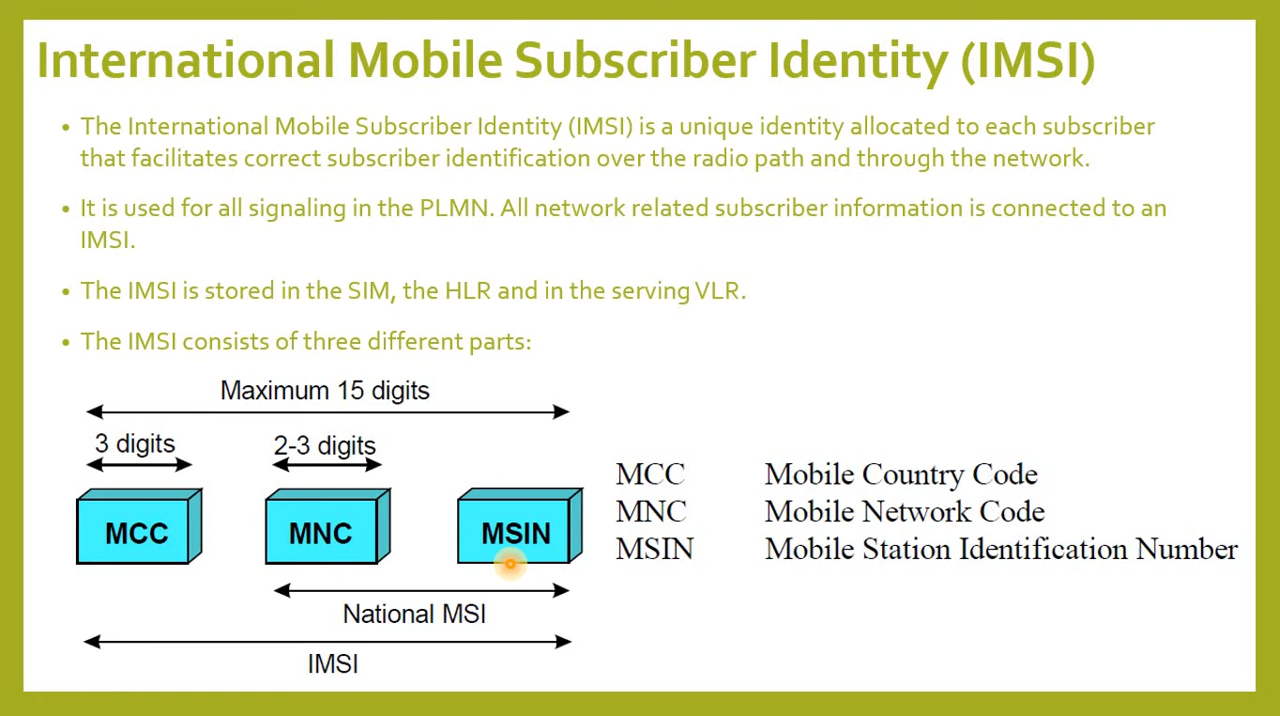 International Mobile Subscriber Identity (IMSI)
• The International Mobile Subscriber Identity (IMSI) is a unique identity allocated to each subscriber
that facilitates correct subscriber identification over the radio path and through the network.
• It is used for all signaling in the PLMN. All network related subscriber information is connected to an
IMSI.
• The IMSI is stored in the SIM, the HLR and in the serving VLR.
• The IMSI consists of three different parts:
Maximum 15 digits
3 digits
2-3 digits
MCC
MNC
MSIN
National MSI
IMSI
MCC Mobile Country Code
MNC Mobile Network Code
MSIN Mobile Station Identification Number